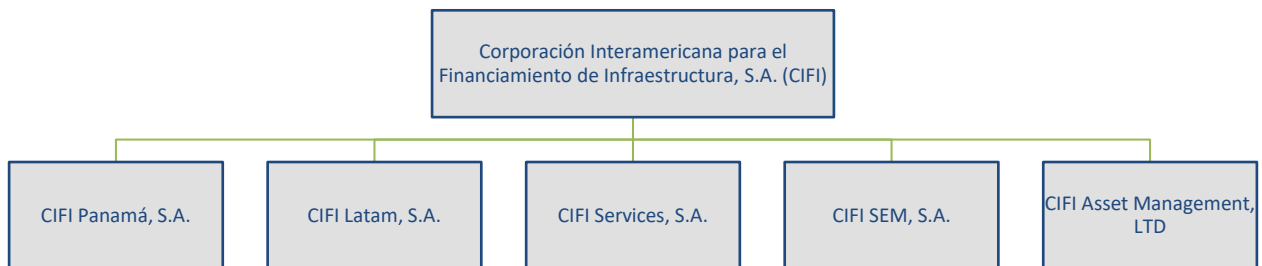 Corporación Interamericana para el
Financiamiento de Infraestructura, S.A. (CIFI)
CIFI Panamá, S.A.
CIFI Latam, S.A.
CIFI Services, S.A.
CIFI SEM, S.A.
CIFI Asset Management,
LTD